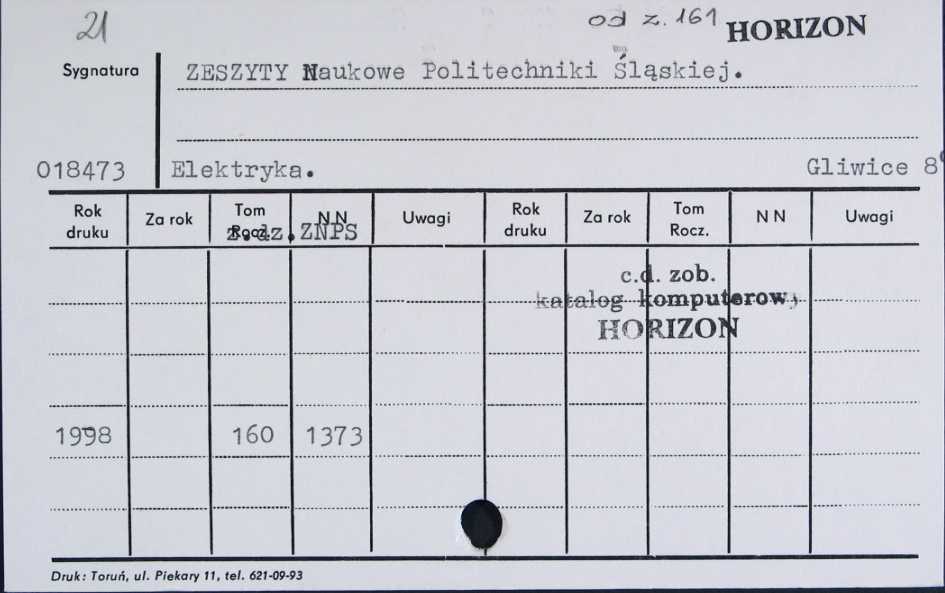 21
od z. 161 HORIZON
Sygnatura ZESZYTY Naukowe Politechniki Śląskiej.
018473 Elektryka. Gliwice 8°
Rok druku Za rok Tom Rocz. N N Uwagi Rok druku Za rok Tom Rocz. N N Uwagi
z.dz.ZNPS
c.d. zob.
katalog komputerowy
HORIZON
1998 160 1373
Druk: Toruń, ul. Piekary 11, tel. 621-09-93